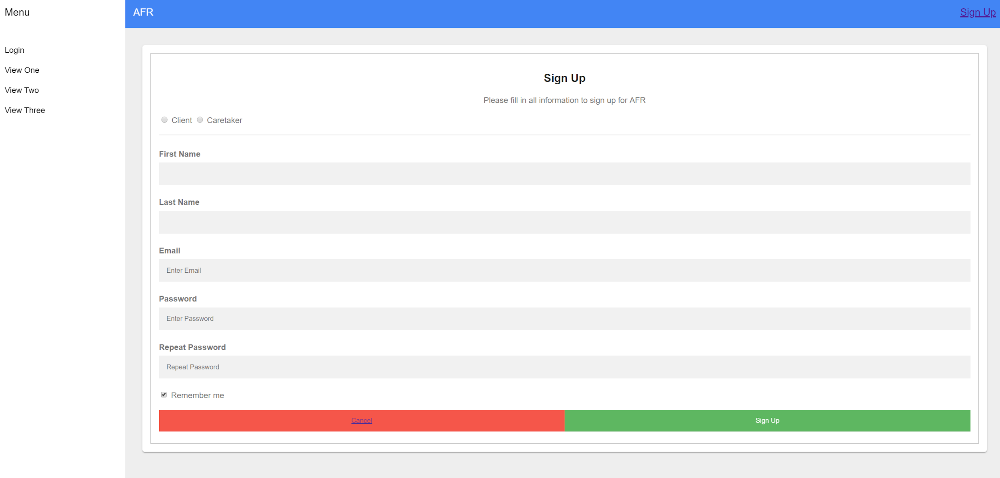 Menu
AFR
Sign Up
Login
View One
View Two
View Three
Sign Up
Please fill in all information to sign up for AFR
Client Caretaker
First Name
Last Name
Email
Enter Email
Password
Enter Password
Repeat Password
Repeat Password
Remember me
Cancel
Sign Up